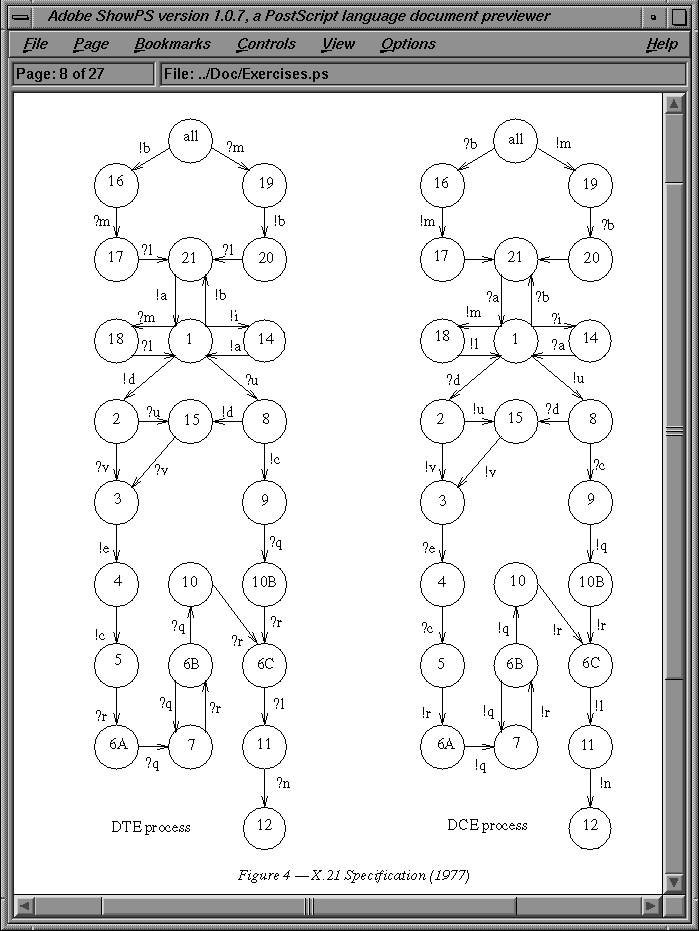 Adobe ShowPS version 1.0.7, a PostScript language document previewer
File Page Bookmarks Controls View Options Help
Page: 8 of 27 File: ../Doc/Exercises.ps
all all
!b ?m ?b !m
16 19 16 19
?m !b !m ?b
17 ?l 21 ?l 20 17 21 20
!a !b ?a ?b
?m !i !m ?i
18 1 14 18 1 14
?l !a !l ?a
!d ?u ?d !u
2 ?u 15 !d 8 2 !u 15 ?d 8
?v ?v !c !v !v ?c
3 9 3 9
!e ?q ?e !q
4 10 10B 4 10 10B
!c ?q ?r ?r ?c !q !r !r
5 6B 6C 5 6B 6C
?r ?q ?r ?l !r !q !r !l
6A 7 11 6A 7 11
?q ?n !q !n
DTE process 12 DCE process 12
Figure 4 — X.21 Specification (1977)